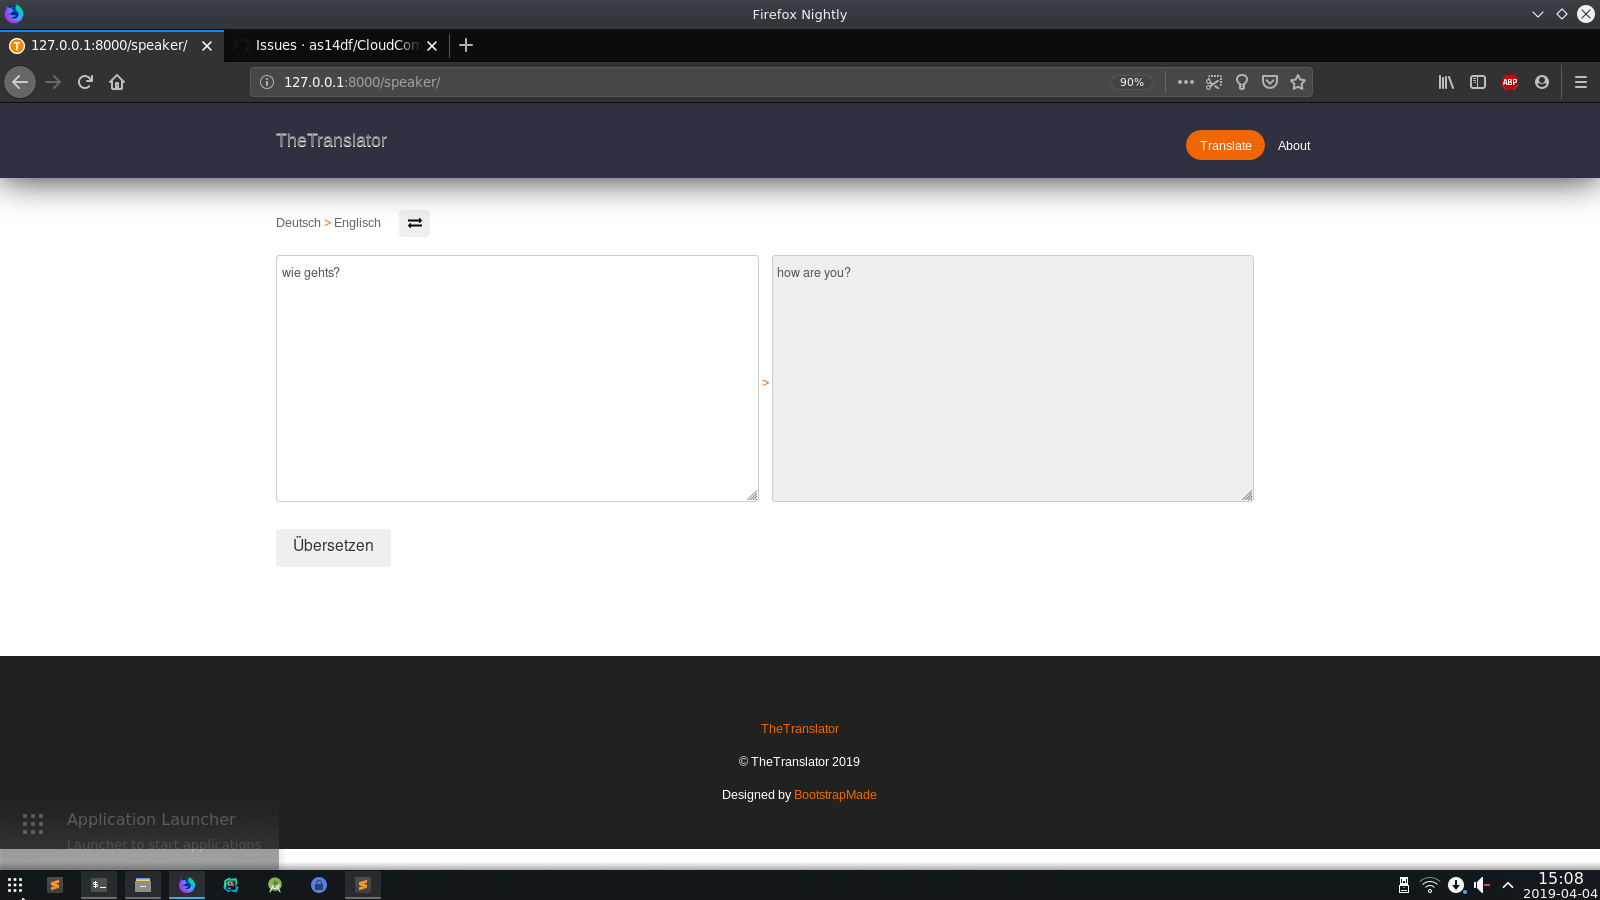 Firefox Nightly
127.0.0.1:8000/speaker/
Issues · as14df/CloudCom
127.0.0.1:8000/speaker/
90%
ABP
TheTranslator
Translate
About
Deutsch > Englisch
wie gehts?
>
how are you?
Übersetzen
TheTranslator
© TheTranslator 2019
Designed by BootstrapMade
Application Launcher
Launcher to start applications
15:08
2019-04-04